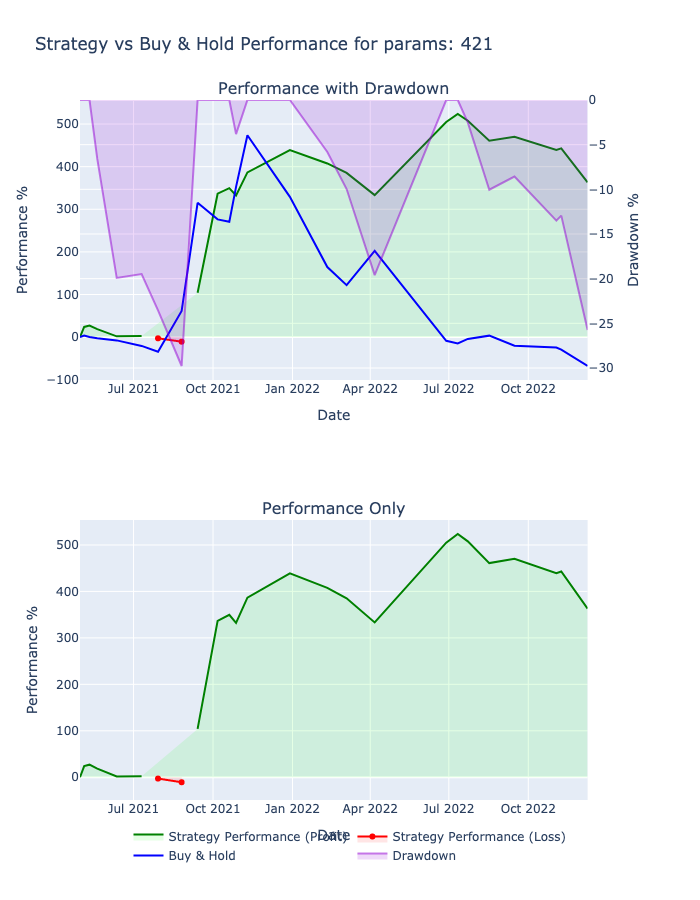 Strategy vs Buy & Hold Performance for params: 421
Performance with Drawdown
Performance %
500
400
300
200
100
0
−100
0
−5
−10
−15
−20
−25
−30
Drawdown %
Jul 2021 Oct 2021 Jan 2022 Apr 2022 Jul 2022 Oct 2022
Date
Performance Only
Performance %
500
400
300
200
100
0
Jul 2021 Oct 2021 Jan 2022 Apr 2022 Jul 2022 Oct 2022
Date
Strategy Performance (Profit) Strategy Performance (Loss)
Buy & Hold Drawdown